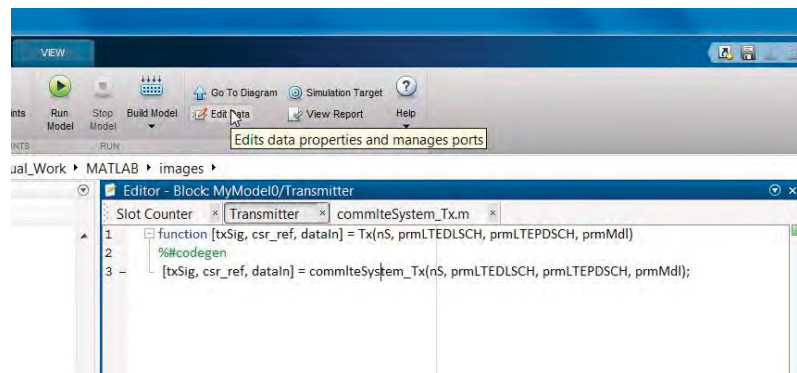 VIEW
Go To Diagram Simulation Target
Run Model Stop Model Build Model Edit Data View Report Help
RUN
Edits data properties and manages ports
MATLAB images
Editor - Block: MyModel0/Transmitter
Slot Counter × Transmitter × commlteSystem_Tx.m ×
1 function [txSig, csr_ref, dataIn] = Tx(nS, prmLTEDLSCH, prmLTEPDSCH, prmMdl)
2 %#codegen
3 – [txSig, csr_ref, dataIn] = commlteSystem_Tx(nS, prmLTEDLSCH, prmLTEPDSCH, prmMdl);